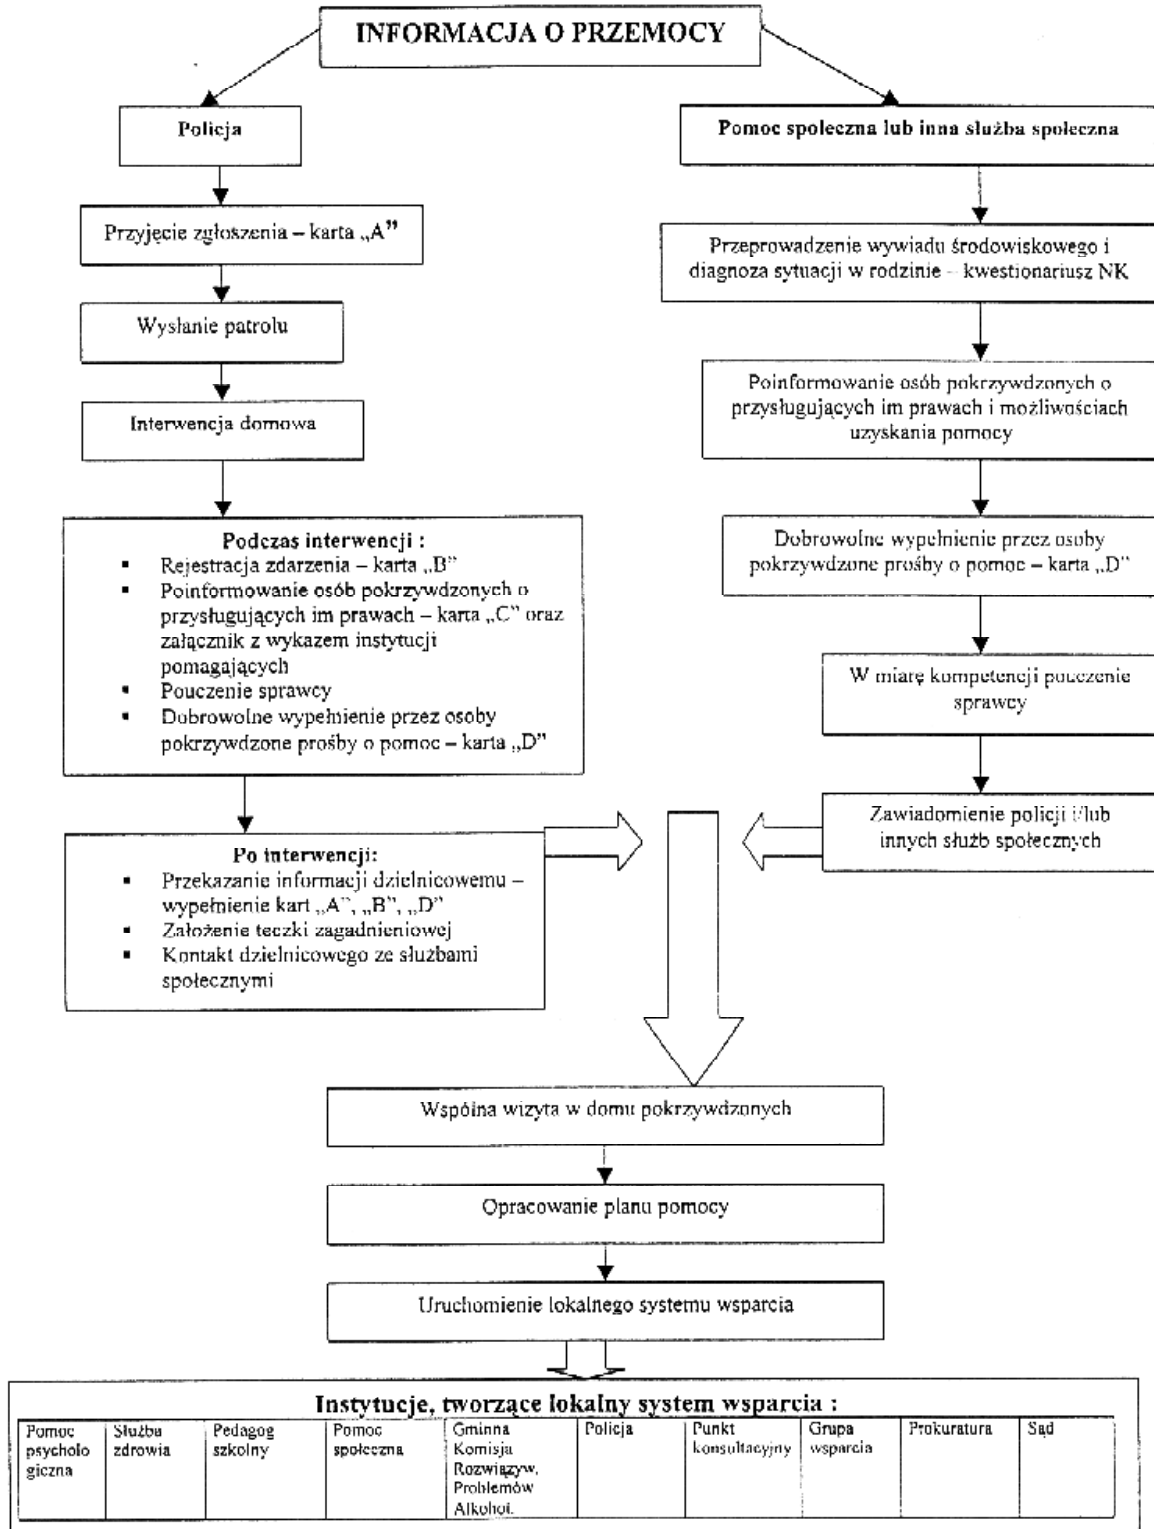 INFORMACJA O PRZEMOCY
Policja
Przyjęcie zgłoszenia – karta „A”
Wysłanie patrolu
Interwencja domowa
Podczas interwencji :
▪ Rejestracja zdarzenia – karta „B”
▪ Poinformowanie osób pokrzywdzonych o
przysługujących im prawach – karta „C” oraz
załącznik z wykazem instytucji
pomagających
▪ Pouczenie sprawcy
▪ Dobrowolne wypełnienie przez osoby
pokrzywdzone prośby o pomoc – karta „D”
Po interwencji:
▪ Przekazanie informacji dzielnicowemu –
wypełnienie kart „A”, „B”, „D”
▪ Założenie teczki zagadnieniowej
▪ Kontakt dzielnicowego ze służbami
społecznymi
Pomoc społeczna lub inna służba społeczna
Przeprowadzenie wywiadu środowiskowego i
diagnoza sytuacji w rodzinie – kwestionariusz NK
Poinformowanie osób pokrzywdzonych o
przysługujących im prawach i możliwościach
uzyskania pomocy
Dobrowolne wypełnienie przez osoby
pokrzywdzone prośby o pomoc – karta „D”
W miarę kompetencji pouczenie
sprawcy
Zawiadomienie policji i/lub
innych służb społecznych
Wspólna wizyta w domu pokrzywdzonych
Opracowanie planu pomocy
Uruchomienie lokalnego systemu wsparcia
Instytucje, tworzące lokalny system wsparcia :
Pomoc
psycholo
giczna
Służba
zdrowia
Pedagog
szkolny
Pomoc
społeczna
Gminna
Komisja
Rozwiązyw.
Problemów
Alkohol.
Policja
Punkt
konsultacyjny
Grupa
wsparcia
Prokuratura
Sąd